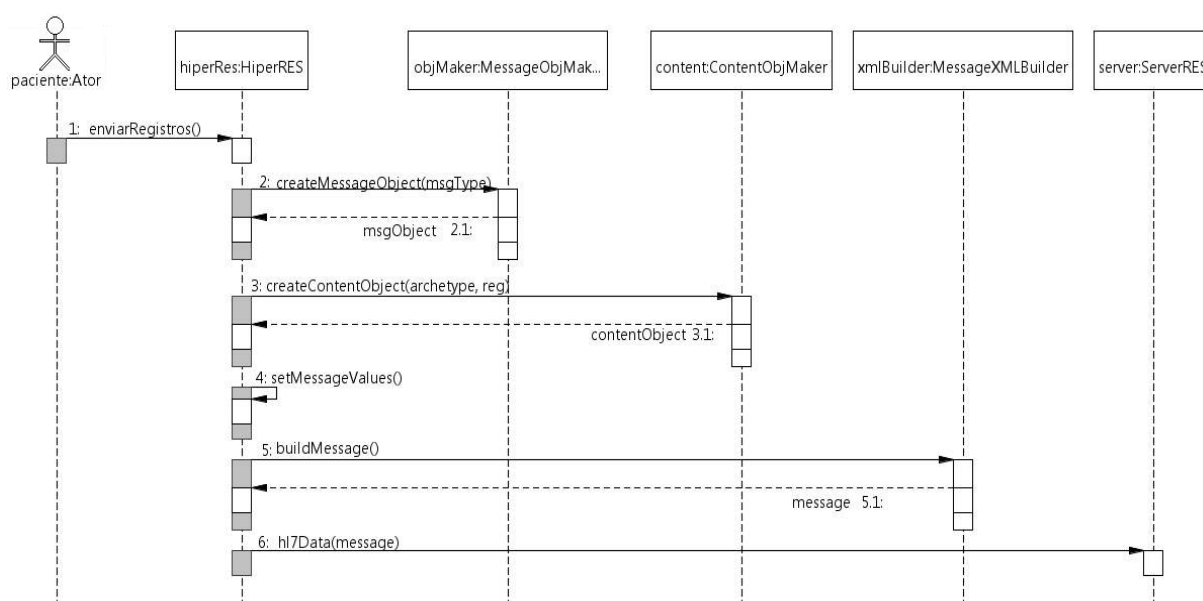 paciente:Ator
hiperRes:HiperRES
objMaker:MessageObjMak...
content:ContentObjMaker
xmlBuilder:MessageXMLBuilder
server:ServerRES
1: enviarRegistros()
2: createMessageObject(msgType)
msgObject 2.1:
3: createContentObject(archetype, reg)
contentObject 3.1:
4: setMessageValues()
5: buildMessage()
message 5.1:
6: hl7Data(message)